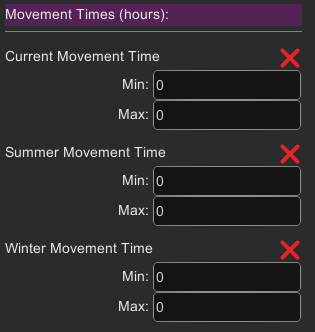 Movement Times (hours):
Current Movement Time
Min: 0
Max: 0
Summer Movement Time
Min: 0
Max: 0
Winter Movement Time
Min: 0
Max: 0